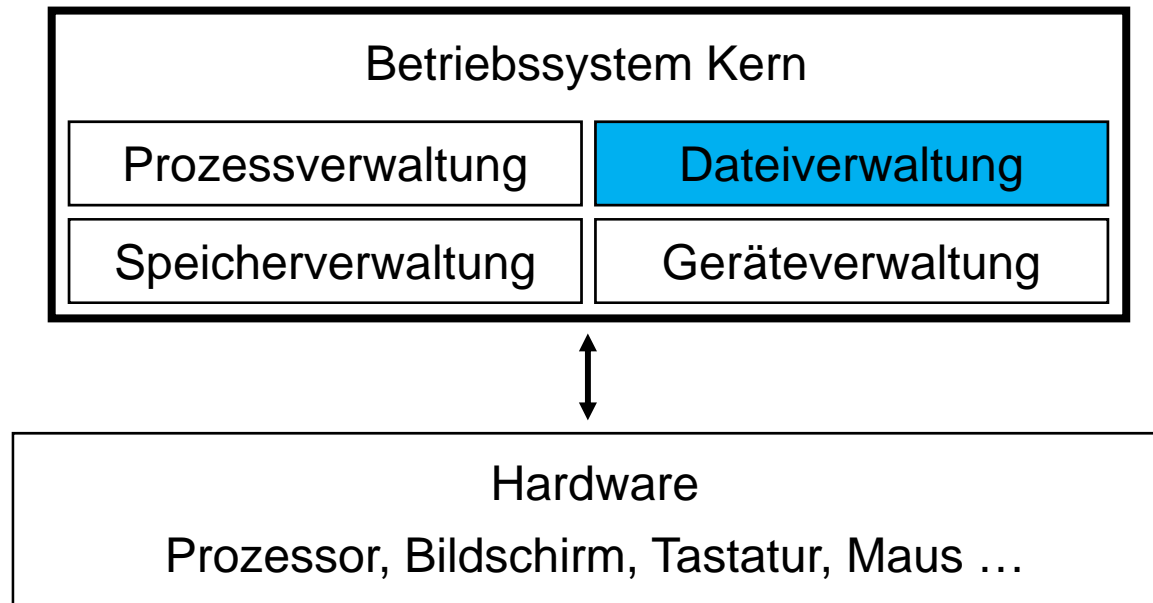 Betriebssystem Kern
Prozessverwaltung
Dateiverwaltung
Speicherverwaltung
Geräteverwaltung
Hardware
Prozessor, Bildschirm, Tastatur, Maus …